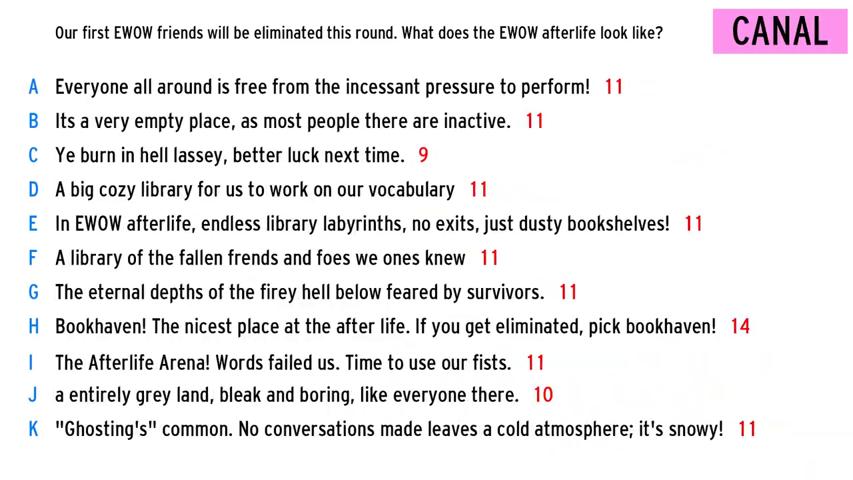 Our first EWOW friends will be eliminated this round. What does the EWOW afterlife look like?
CANAL
A Everyone all around is free from the incessant pressure to perform! 11
B Its a very empty place, as most people there are inactive. 11
C Ye burn in hell lassey, better luck next time. 9
D A big cozy library for us to work on our vocabulary 11
E In EWOW afterlife, endless library labyrinths, no exits, just dusty bookshelves! 11
F A library of the fallen frends and foes we ones knew 11
G The eternal depths of the firey hell below feared by survivors. 11
H Bookhaven! The nicest place at the after life. If you get eliminated, pick bookhaven! 14
I The Afterlife Arena! Words failed us. Time to use our fists. 11
J a entirely grey land, bleak and boring, like everyone there. 10
K "Ghosting's" common. No conversations made leaves a cold atmosphere; it's snowy! 11